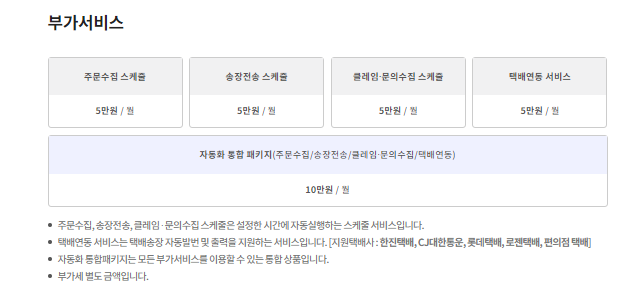 부가서비스
주문수집 스케줄
송장전송 스케줄
클레임·문의수집 스케줄
택배연동 서비스
5만원 / 월
5만원 / 월
5만원 / 월
5만원 / 월
자동화 통합 패키지(주문수집/송장전송/클레임·문의수집/택배연동)
10만원 / 월
• 주문수집, 송장전송, 클레임 · 문의수집 스케줄은 설정한 시간에 자동실행하는 스케줄 서비스입니다.
• 택배연동 서비스는 택배송장 자동발번 및 출력을 지원하는 서비스입니다. [지원택배사 : 한진택배, CJ대한통운, 롯데택배, 로젠택배, 편의점 택배]
• 자동화 통합패키지는 모든 부가서비스를 이용할 수 있는 통합 상품입니다.
• 부가세 별도 금액입니다.